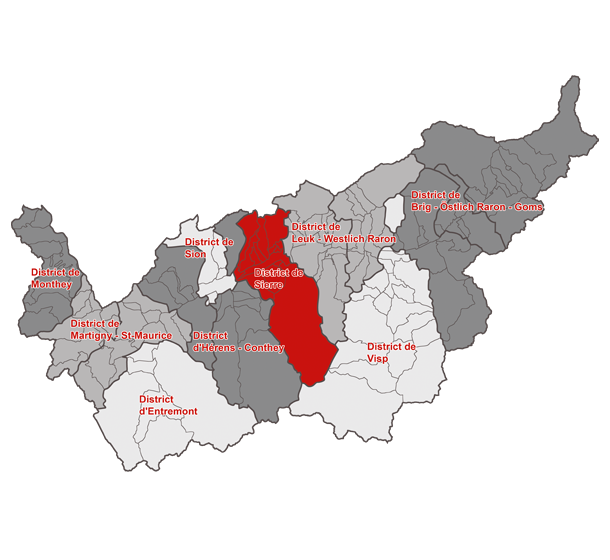 District de
Monthey
District de
Martigny - St-Maurice
District
d'Entremont
District de
Sion
District
d'Hérens - Conthey
District de
Sierre
District de
Leuk - Westlich Raron
District de
Visp
District de
Brig - Ostlich Raron - Goms